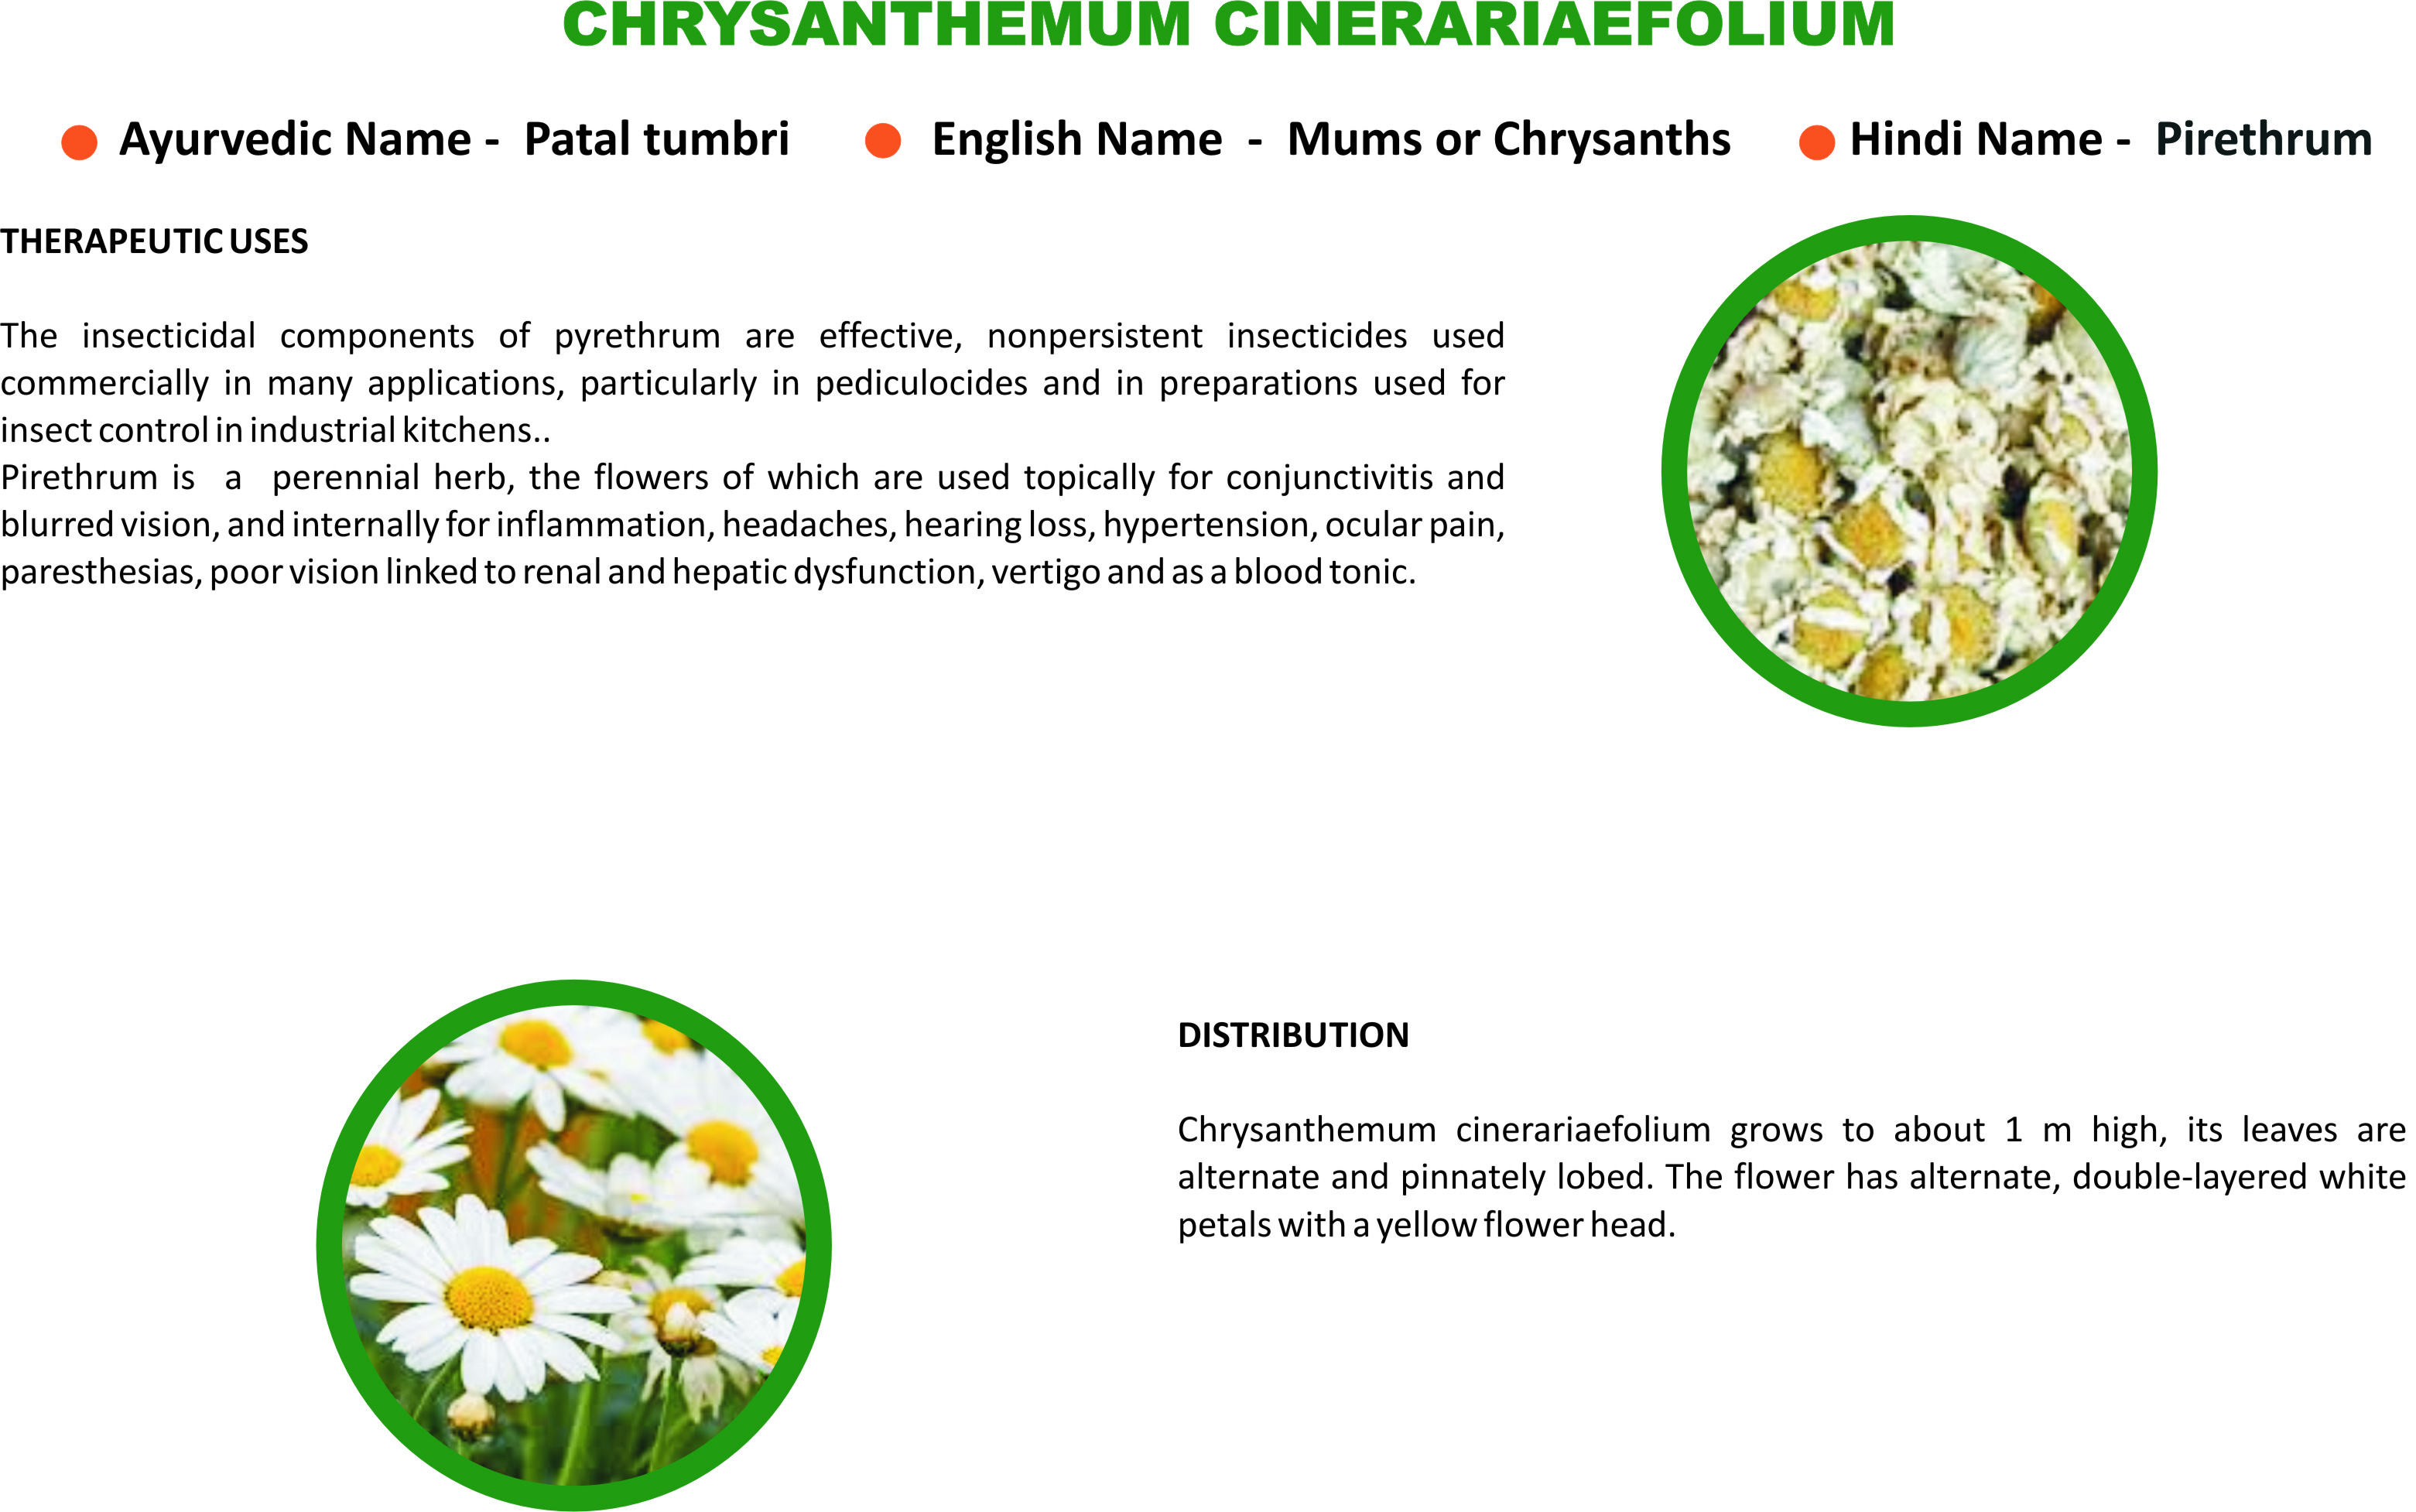 CHRYSANTHEMUM CINERARIAEFOLIUM
Ayurvedic Name - Patal tumbri
English Name - Mums or Chrysanths
Hindi Name - Pirethrum
THERAPEUTIC USES
The insecticidal components of pyrethrum are effective, nonpersistent insecticides used
commercially in many applications, particularly in pediculocides and in preparations used for
insect control in industrial kitchens..
Pirethrum is a perennial herb, the flowers of which are used topically for conjunctivitis and
blurred vision, and internally for inflammation, headaches, hearing loss, hypertension, ocular pain,
paresthesias, poor vision linked to renal and hepatic dysfunction, vertigo and as a blood tonic.
DISTRIBUTION
Chrysanthemum cinerariaefolium grows to about 1 m high, its leaves are
alternate and pinnately lobed. The flower has alternate, double-layered white
petals with a yellow flower head.